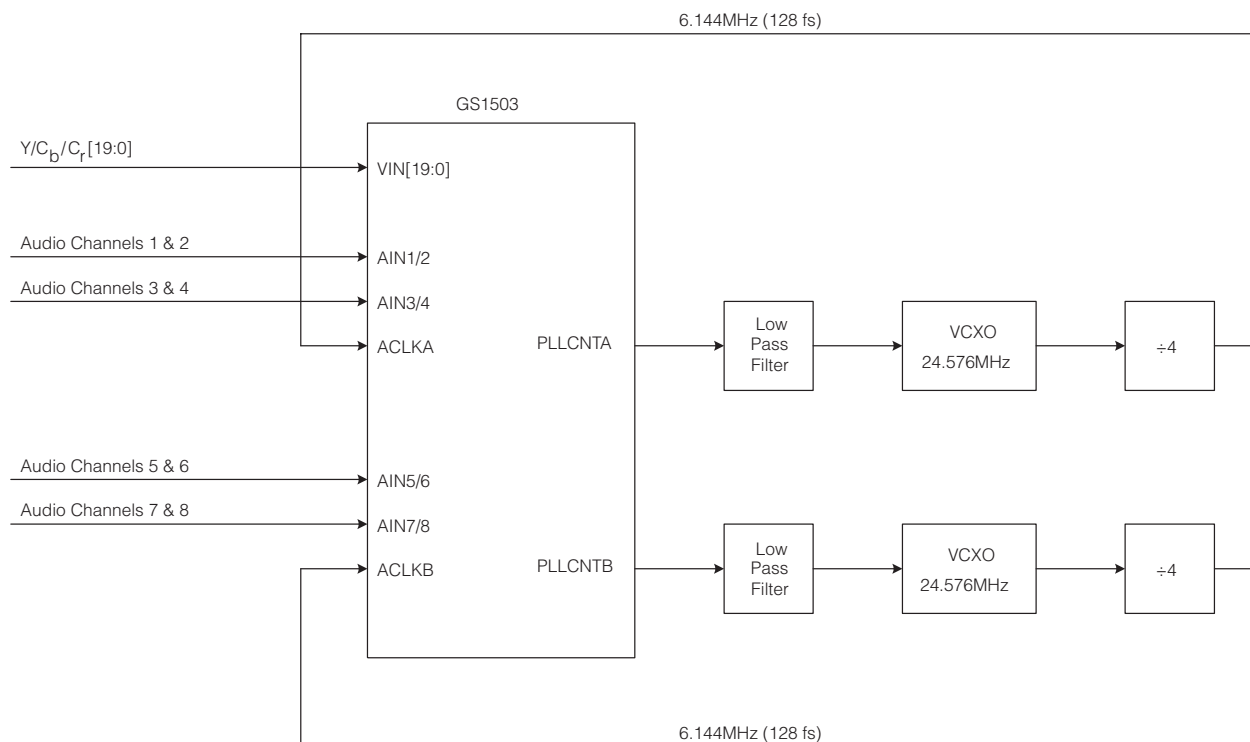 6.144MHz (128 fs)
GS1503
Y/Cb/Cr[19:0]
VIN[19:0]
Audio Channels 1 & 2
AIN1/2
Audio Channels 3 & 4
AIN3/4
ACLKA
PLLCNTA
Low
Pass
Filter
VCXO
24.576MHz
÷4
Audio Channels 5 & 6
AIN5/6
Audio Channels 7 & 8
AIN7/8
ACLKB
PLLCNTB
Low
Pass
Filter
VCXO
24.576MHz
÷4
6.144MHz (128 fs)